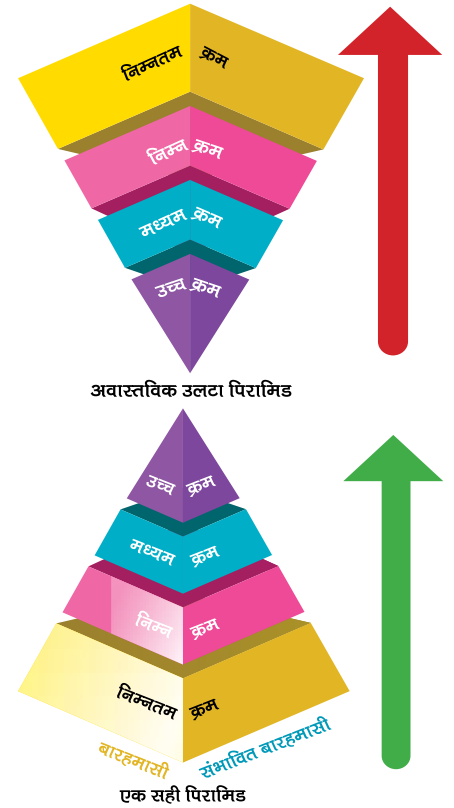 निम्नतम क्रम
निम्न क्रम
मध्यम क्रम
उच्च क्रम
अवास्तविक उलटा पिरामिड
उच्च क्रम
मध्यम क्रम
निम्न क्रम
निम्नतम क्रम
बारहमासी संभावित बारहमासी
एक सही पिरामिड